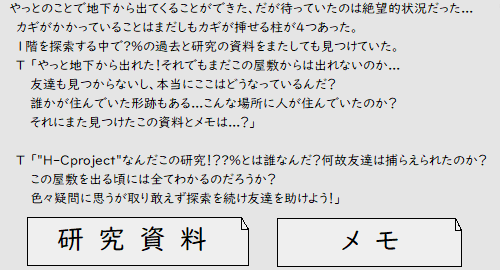 やっとのことで地下から出てくることができた、だが待っていたのは絶望的状況だった...
カギがかかっていることはまだしもカギが挿せる柱が4つあった。
1階を探索する中で?%の過去と研究の資料をまたしても見つけていた。
T 「やっと地下から出れた!それでもまだこの屋敷からは出れないのか...
友達も見つからないし、本当にここはどうなっているんだ?
誰かが住んでいた形跡もある...こんな場所に人が住んでいたのか?
それにまた見つけたこの資料とメモは...?」
T 「"H-Cproject"なんだこの研究!??%とは誰なんだ?何故友達は捕らえられたのか?
この屋敷を出る頃には全てわかるのだろうか?
色々疑問に思うが取り敢えず探索を続け友達を助けよう!」
研究資料
メモ